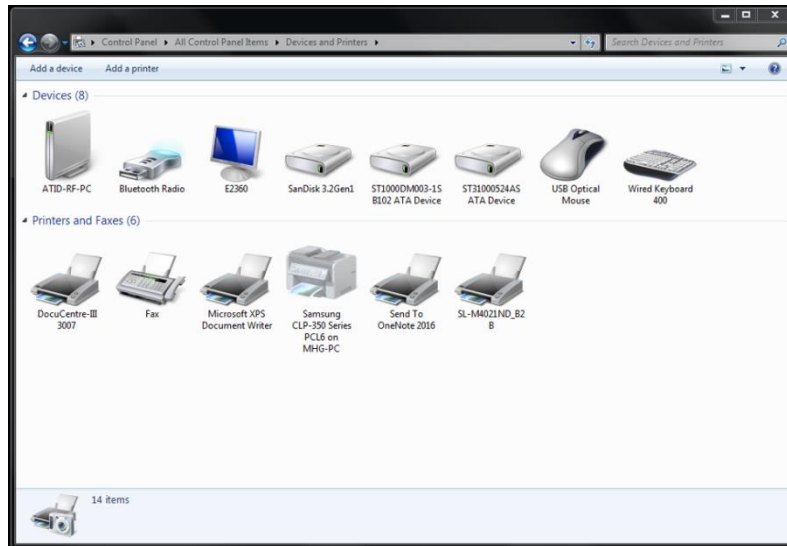 Control Panel ▸ All Control Panel Items ▸ Devices and Printers ▸
Search Devices and Printers
Add a device Add a printer
Devices (8)
ATID-RF-PC
Bluetooth Radio
E2360
SanDisk 3.2Gen1
ST1000DM003-1S
B102 ATA Device
ST31000524AS
ATA Device
USB Optical
Mouse
Wired Keyboard
400
Printers and Faxes (6)
DocuCentre-III
3007
Fax
Microsoft XPS
Document Writer
Samsung
CLP-350 Series
PCL6 on
MHG-PC
Send To
OneNote 2016
SL-M4021ND_B2
B
14 items